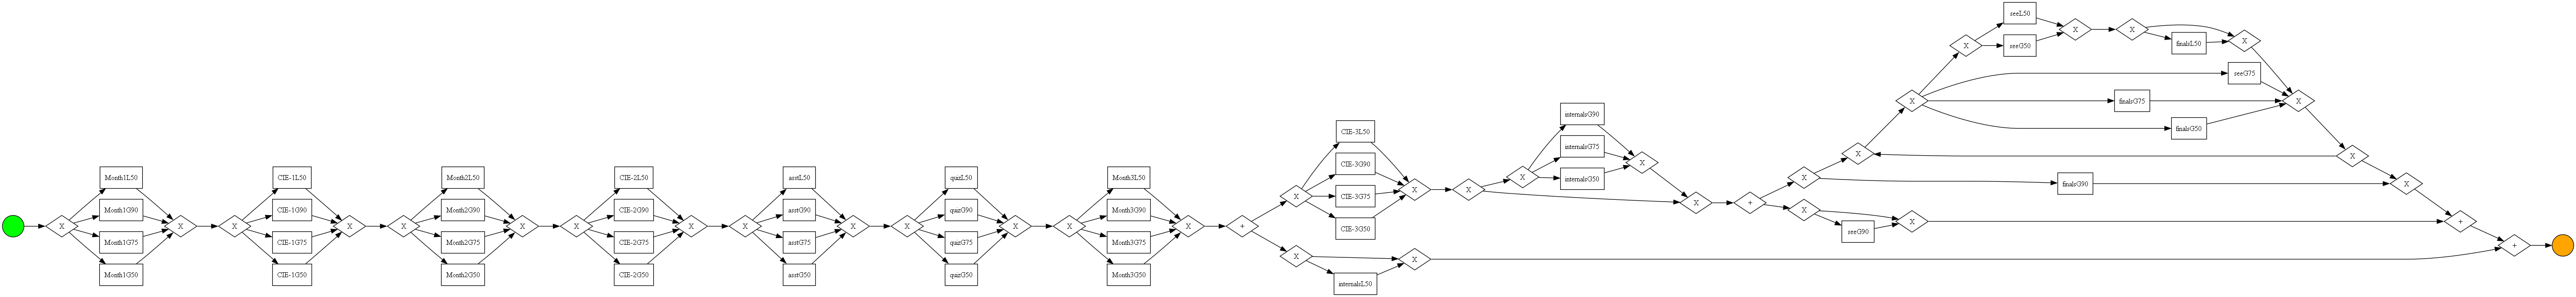 X
Month1L50
Month1G90
Month1G75
Month1G50
X
X
CIE-1L50
CIE-1G90
CIE-1G75
CIE-1G50
X
X
Month2L50
Month2G90
Month2G75
Month2G50
X
X
CIE-2L50
CIE-2G90
CIE-2G75
CIE-2G50
X
X
asstL50
asstG90
asstG75
asstG50
X
X
quizL50
quizG90
quizG75
quizG50
X
X
Month3L50
Month3G90
Month3G75
Month3G50
X
+
X
CIE-3L50
CIE-3G90
CIE-3G75
CIE-3G50
X
X
internalsL50
X
X
X
internalsG90
internalsG75
internalsG50
X
X
+
X
X
X
X
seeL50
seeG50
X
X
finalsL50
X
seeG75
finalsG75
finalsG50
X
X
finalsG90
X
X
seeG90
X
+
+